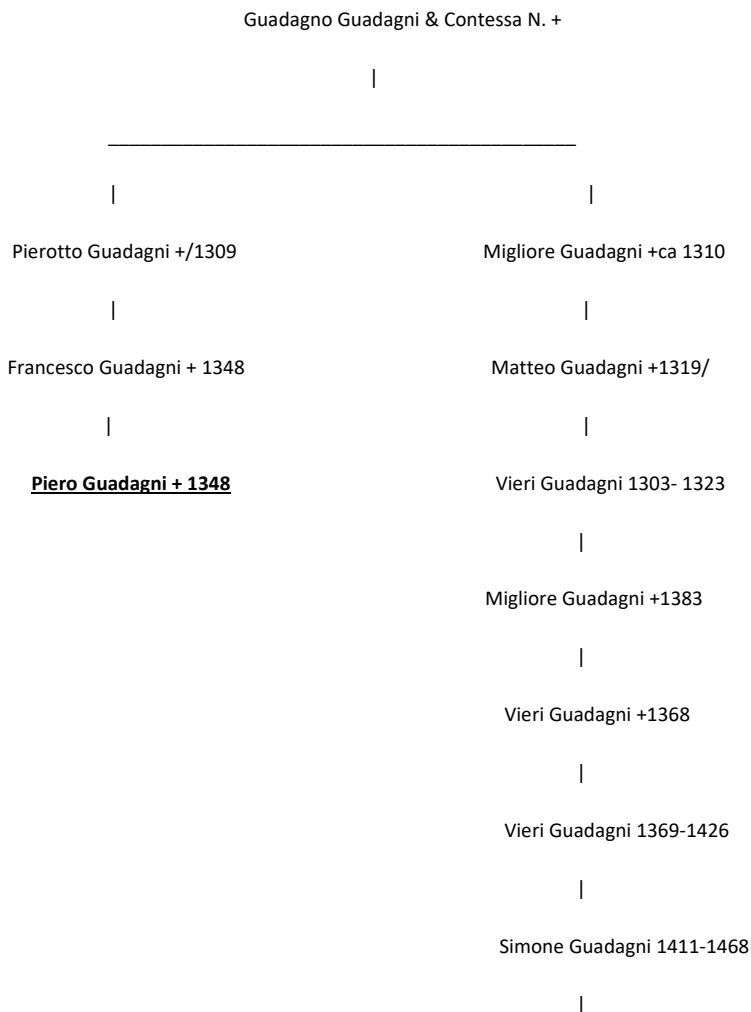 Guadagno Guadagni & Contessa N. +
|
____________________________________________
| |
Pierotto Guadagni +/1309 Migliore Guadagni +ca 1310
| |
Francesco Guadagni + 1348 Matteo Guadagni +1319/
| |
Piero Guadagni + 1348 Vieri Guadagni 1303- 1323
|
Migliore Guadagni +1383
|
Vieri Guadagni +1368
|
Vieri Guadagni 1369-1426
|
Simone Guadagni 1411-1468
|